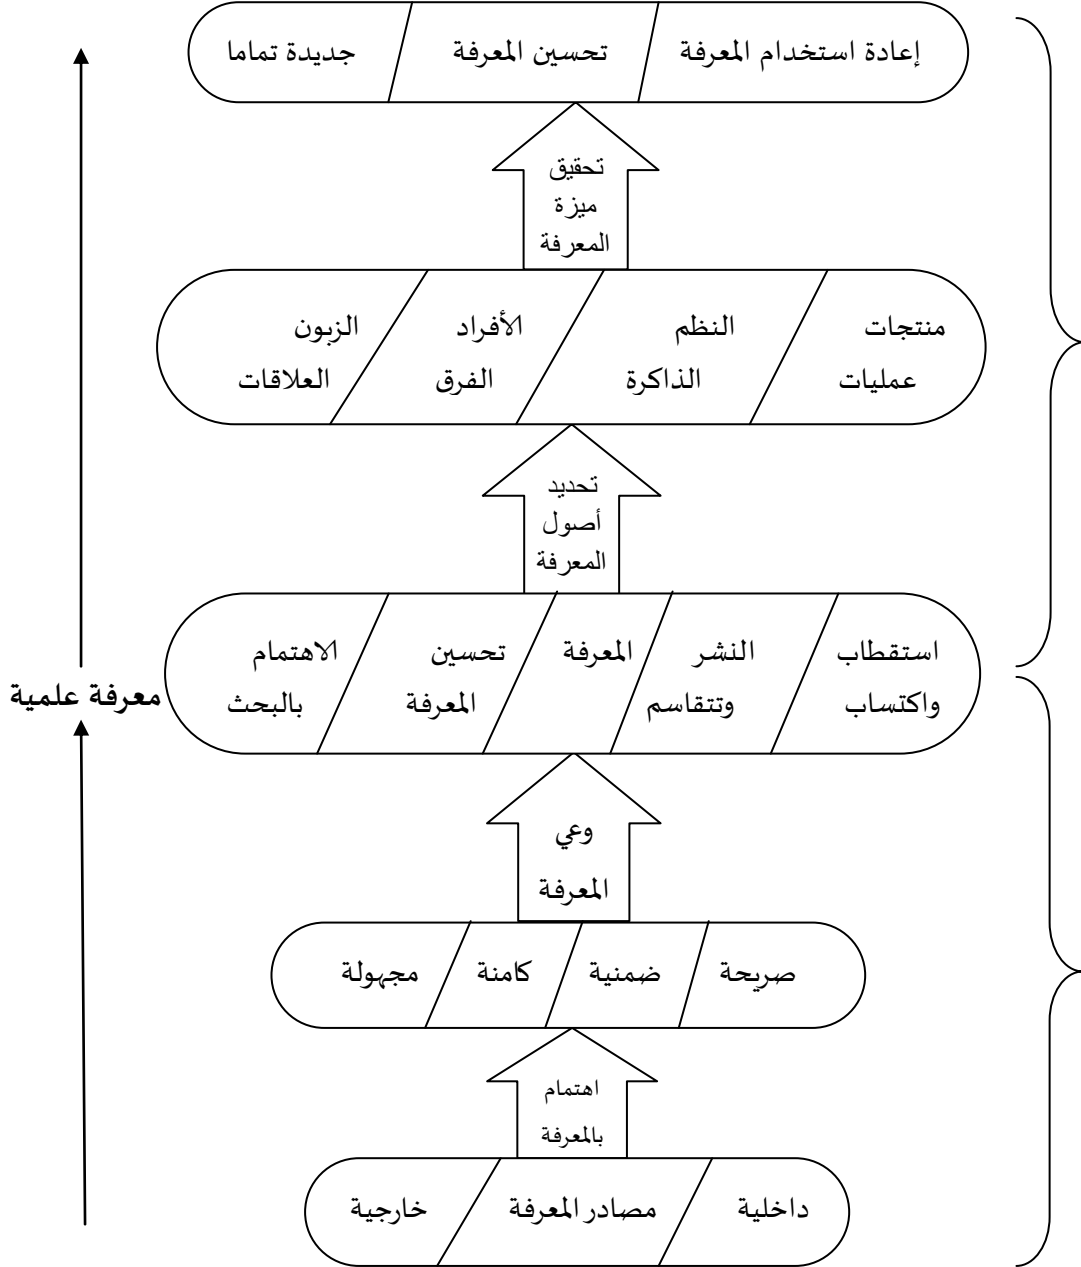 إعادة استخدام المعرفة
تحسين المعرفة
جديدة تماما
تحقيق
ميزة
المعرفة
منتجات
عمليات
النظم
الذاكرة
الأفراد
الفرق
الزبون
العلاقات
تحديد
أصول
المعرفة
استقطاب
واكتساب
النشر
وتتقاسم
المعرفة
تحسين
المعرفة
الاهتمام
بالبحث
معرفة علمية
وعي
المعرفة
صريحة
ضمنية
كامنة
مجهولة
اهتمام
بالمعرفة
داخلية
مصادر المعرفة
خارجية